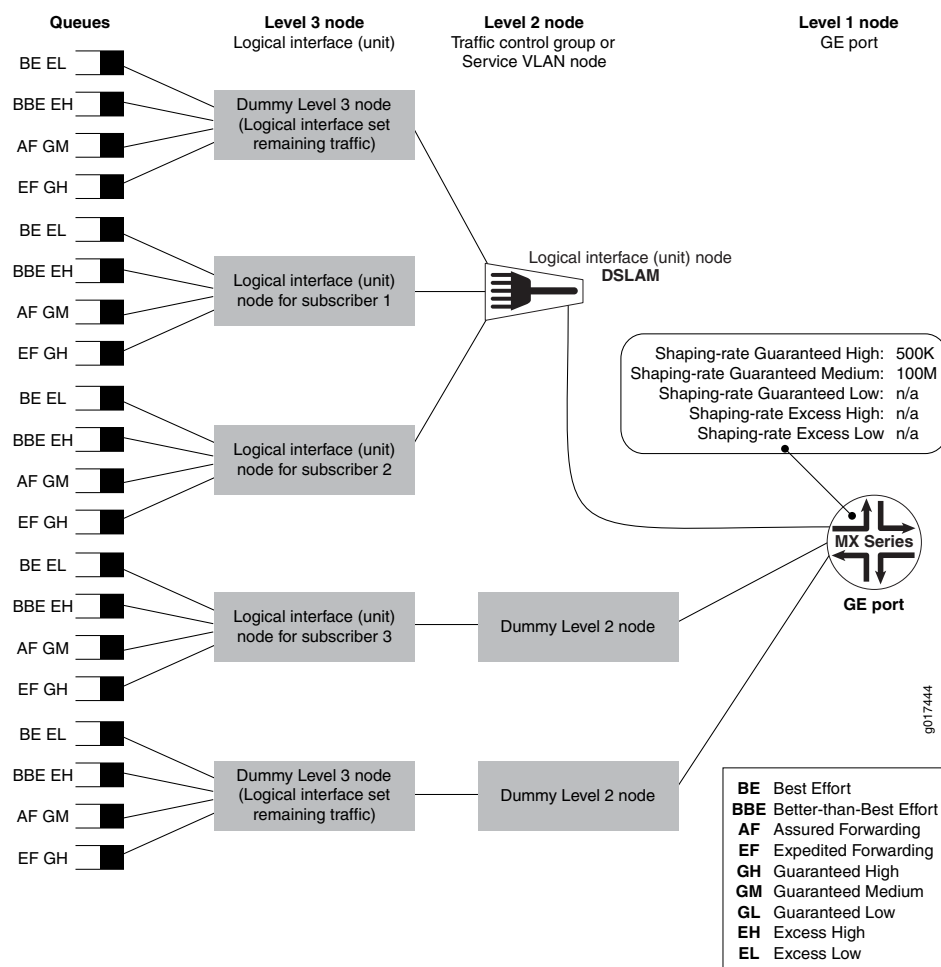 Queues
Level 3 node
Logical interface (unit)
Level 2 node
Traffic control group or
Service VLAN node
Level 1 node
GE port
BE EL
BBE EH
AF GM
EF GH
Dummy Level 3 node
(Logical interface set
remaining traffic)
BE EL
BBE EH
AF GM
EF GH
Logical interface (unit)
node for subscriber 1
Logical interface (unit) node
DSLAM
BE EL
BBE EH
AF GM
EF GH
Logical interface (unit)
node for subscriber 2
Shaping-rate Guaranteed High: 500K
Shaping-rate Guaranteed Medium: 100M
Shaping-rate Guaranteed Low: n/a
Shaping-rate Excess High: n/a
Shaping-rate Excess Low n/a
MX Series
GE port
BE EL
BBE EH
AF GM
EF GH
Logical interface (unit)
node for subscriber 3
Dummy Level 2 node
BE EL
BBE EH
AF GM
EF GH
Dummy Level 3 node
(Logical interface set
remaining traffic)
Dummy Level 2 node
g017444
BE Best Effort
BBE Better-than-Best Effort
AF Assured Forwarding
EF Expedited Forwarding
GH Guaranteed High
GM Guaranteed Medium
GL Guaranteed Low
EH Excess High
EL Excess Low